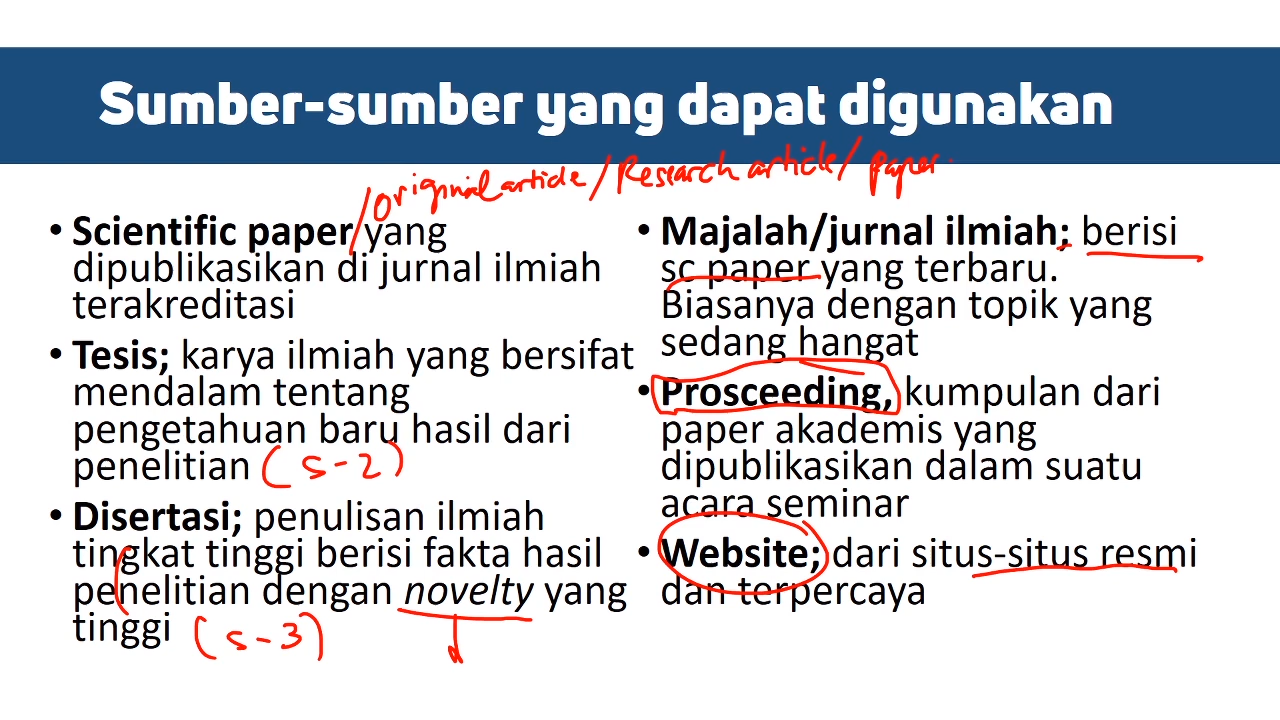 Sumber-sumber yang dapat digunakan
/original article/Research article/paper
• Scientific paper yang
dipublikasikan di jurnal ilmiah
terakreditasi
• Tesis; karya ilmiah yang bersifat
mendalam tentang
pengetahuan baru hasil dari
penelitian (S-2)
• Disertasi; penulisan ilmiah
tingkat tinggi berisi fakta hasil
penelitian dengan novelty yang
tinggi (S-3)
• Majalah/jurnal ilmiah; berisi
sc paper yang terbaru.
Biasanya dengan topik yang
sedang hangat
• Prosceeding, kumpulan dari
paper akademis yang
dipublikasikan dalam suatu
acara seminar
• Website; dari situs-situs resmi
dan terpercaya